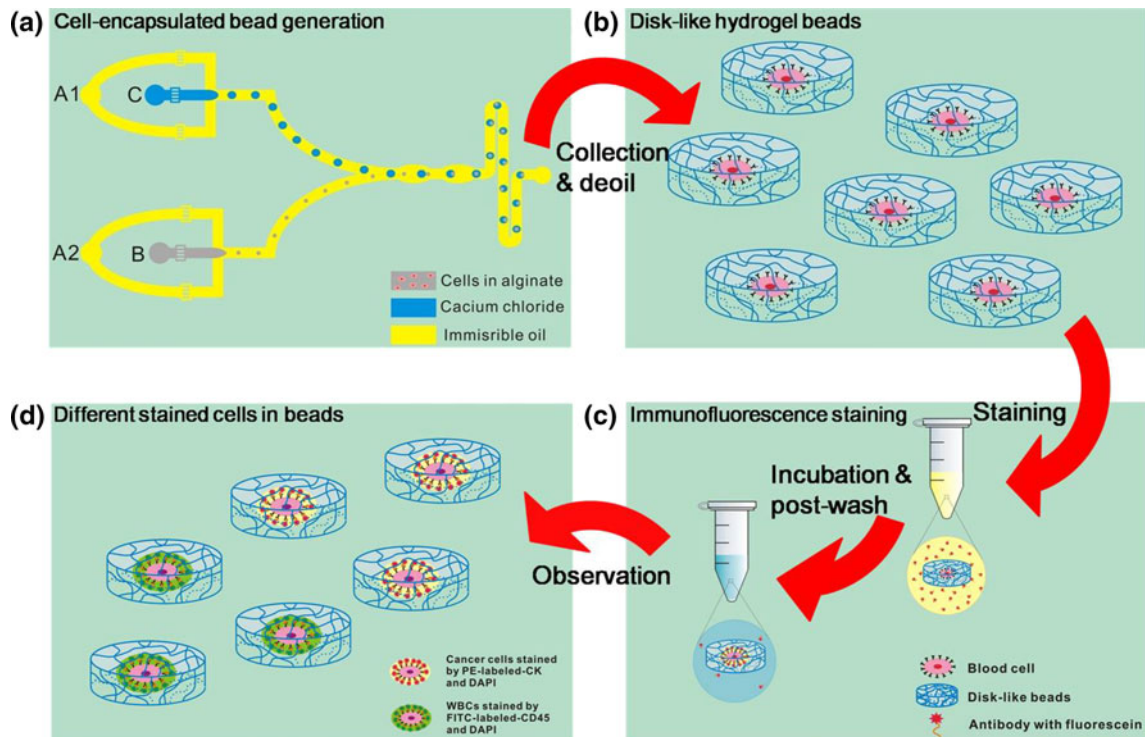 (a) Cell-encapsulated bead generation
A1
C
A2
B
Cells in alginate
Cacium chloride
Immisrible oil
Collection
& deoil
(b) Disk-like hydrogel beads
Staining
(c) Immunofluorescence staining
Incubation &
post-wash
Blood cell
Disk-like beads
Antibody with fluorescein
Observation
(d) Different stained cells in beads
Cancer cells stained
by PE-labeled-CK
and DAPI
WBCs stained by
FITC-labeled-CD45
and DAPI